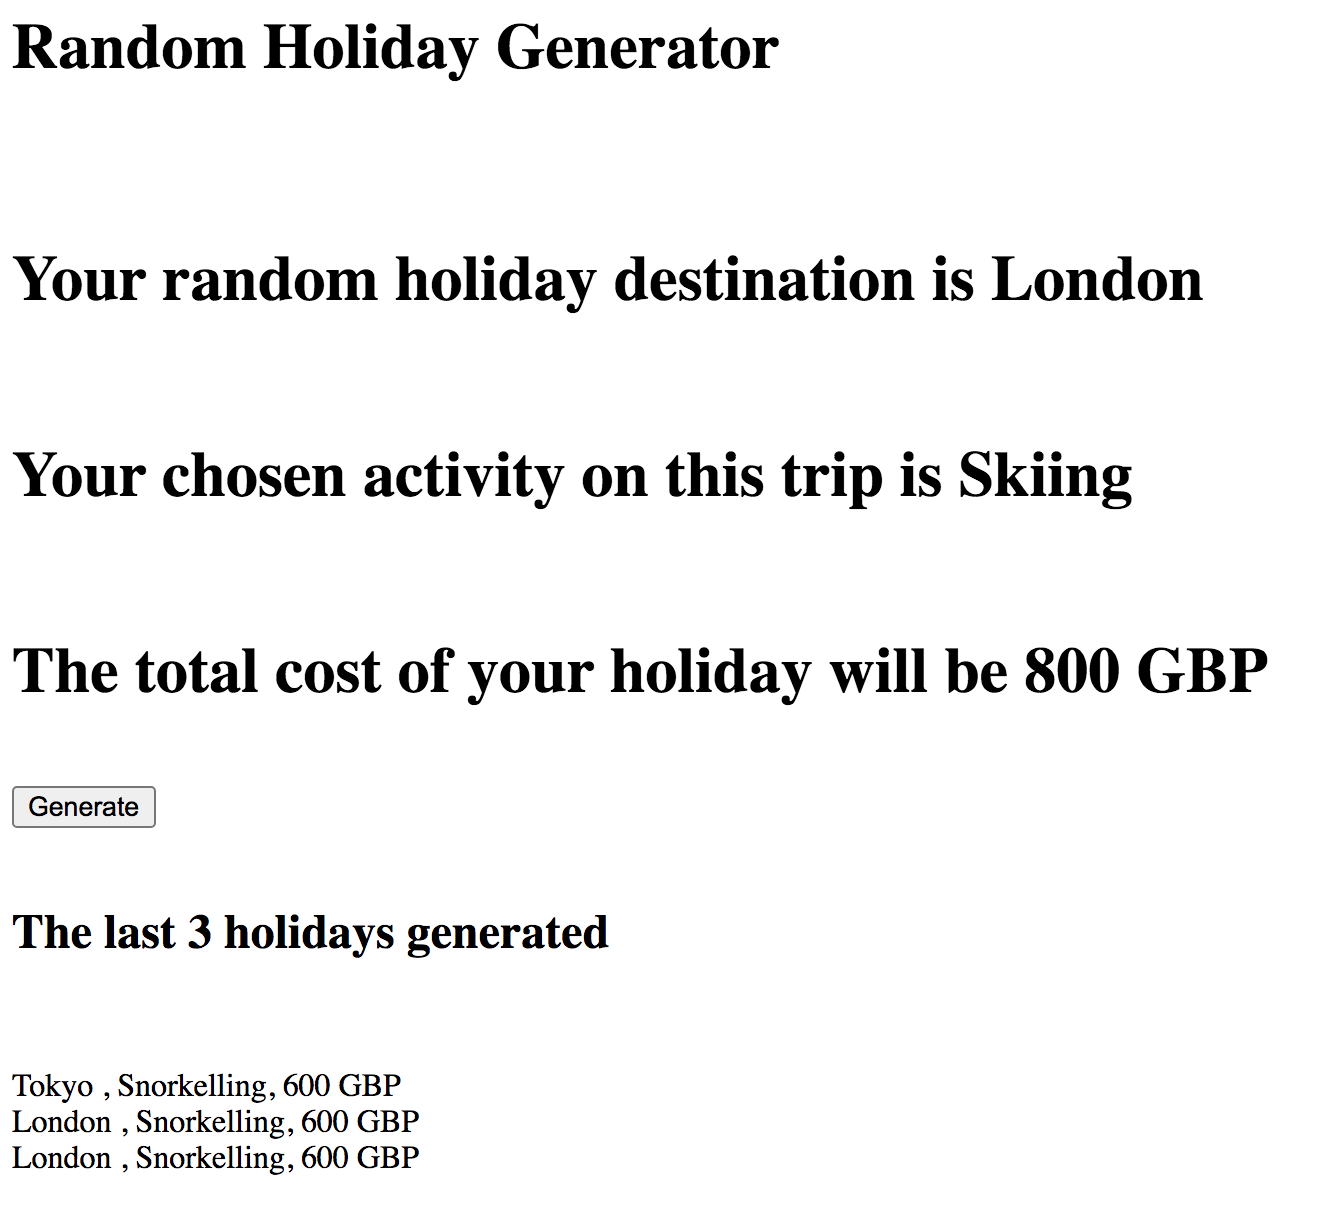 Random Holiday Generator
Your random holiday destination is London
Your chosen activity on this trip is Skiing
The total cost of your holiday will be 800 GBP
Generate
The last 3 holidays generated
Tokyo , Snorkelling, 600 GBP
London , Snorkelling, 600 GBP
London , Snorkelling, 600 GBP